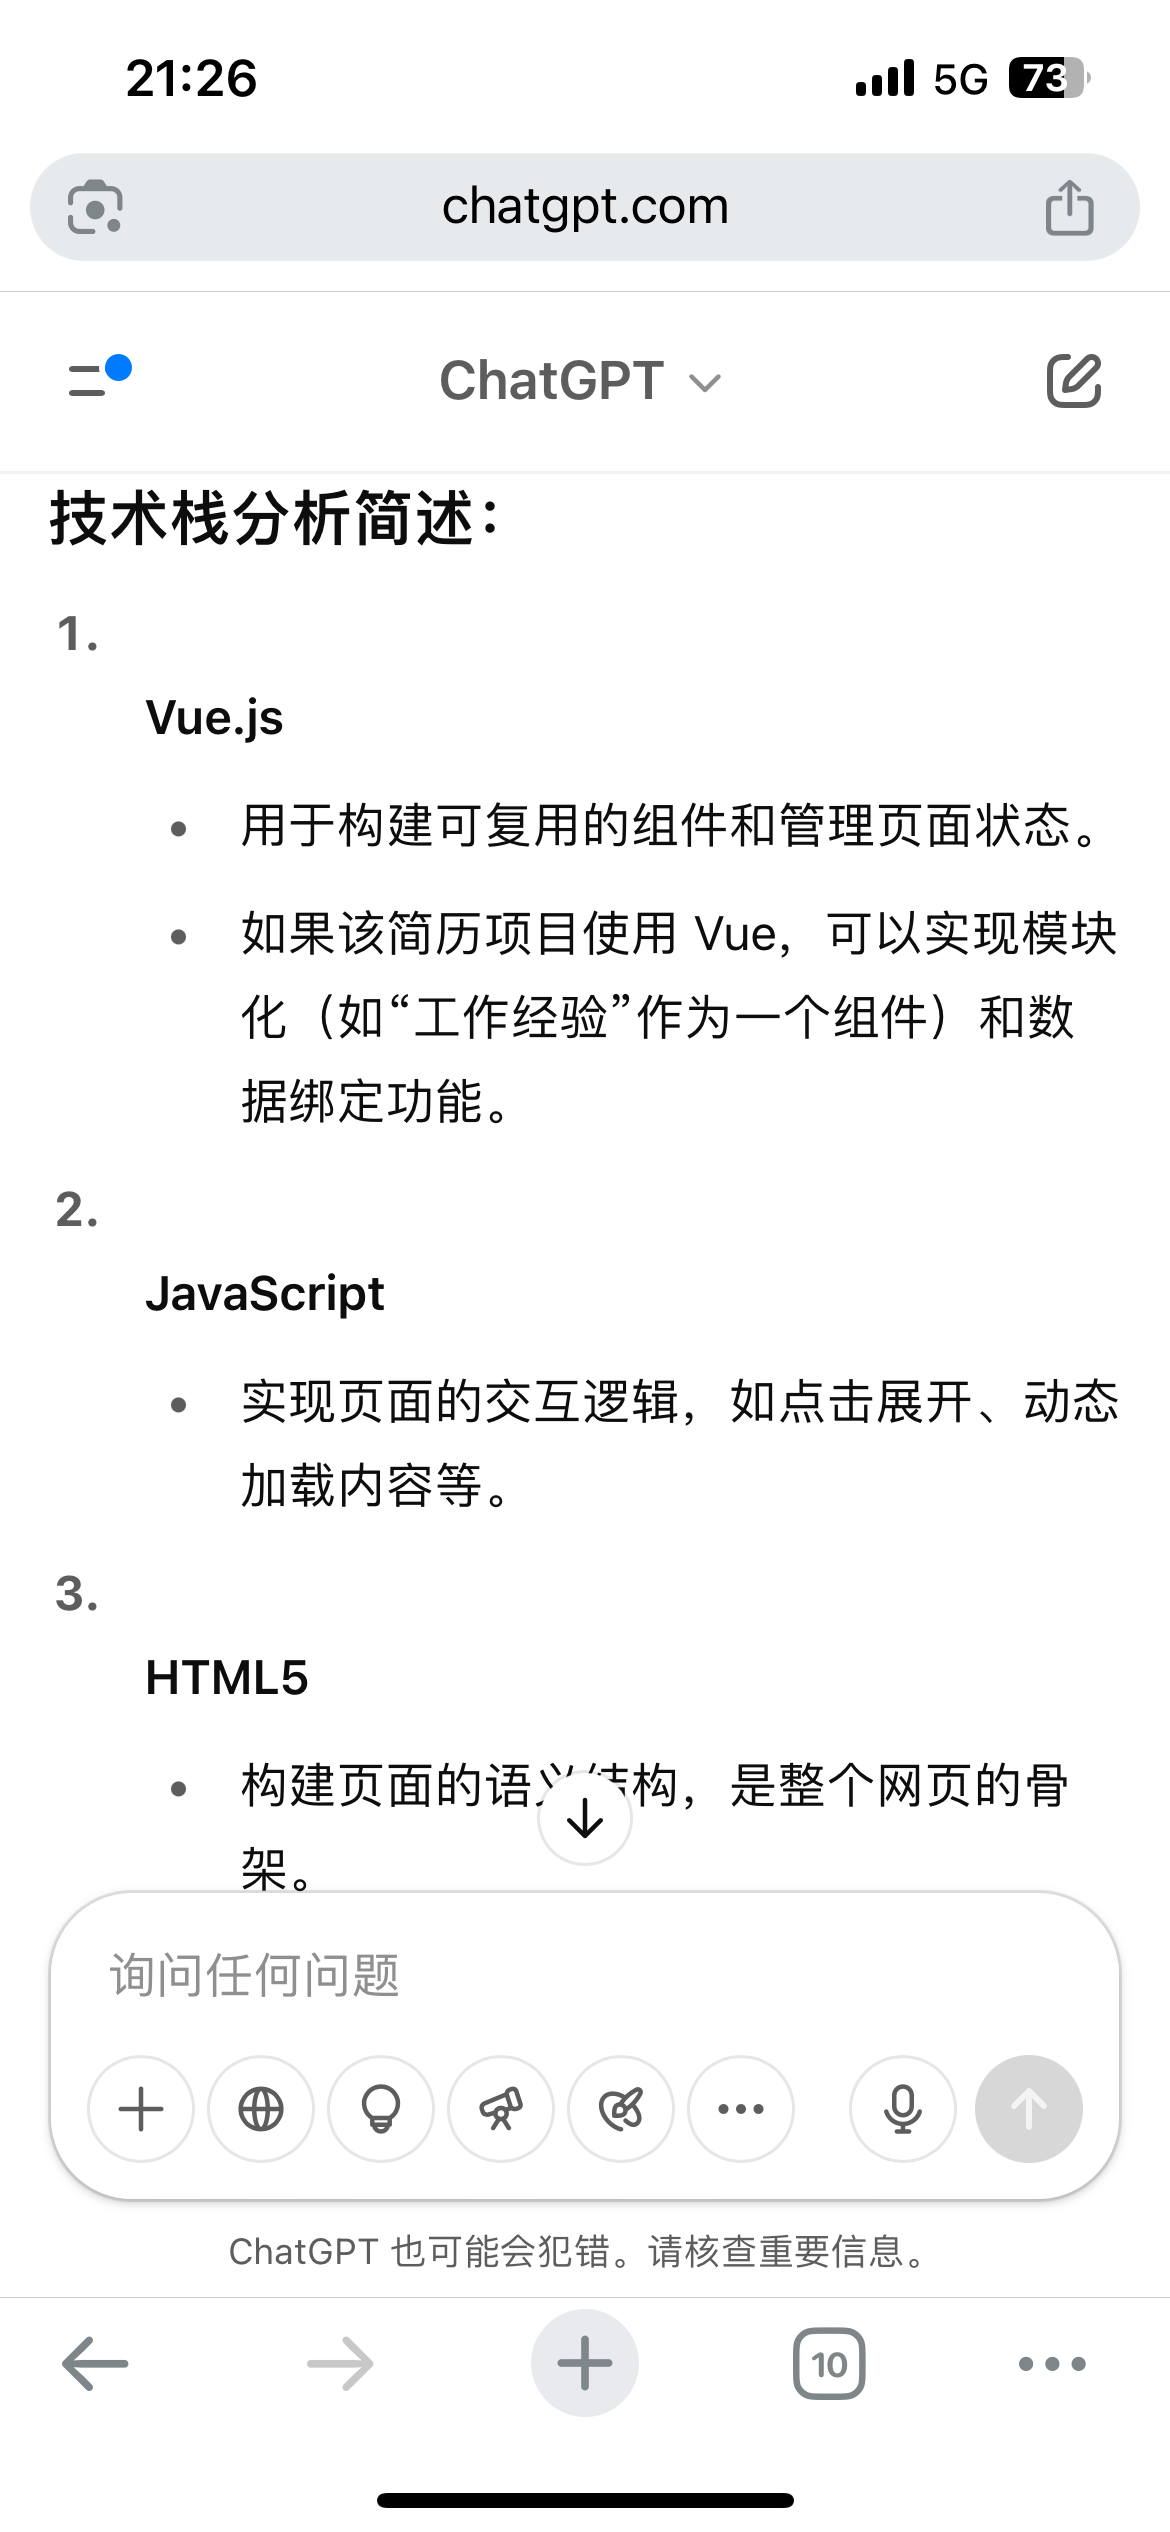 21:26
5G 73
chatgpt.com
ChatGPT
技术栈分析简述：
1.
Vue.js
• 用于构建可复用的组件和管理页面状态。
• 如果该简历项目使用 Vue，可以实现模块
化（如“工作经验”作为一个组件）和数
据绑定功能。
2.
JavaScript
• 实现页面的交互逻辑，如点击展开、动态
加载内容等。
3.
HTML5
• 构建页面的语义结构，是整个网页的骨
架。
询问任何问题
ChatGPT 也可能会犯错。请核查重要信息。
10